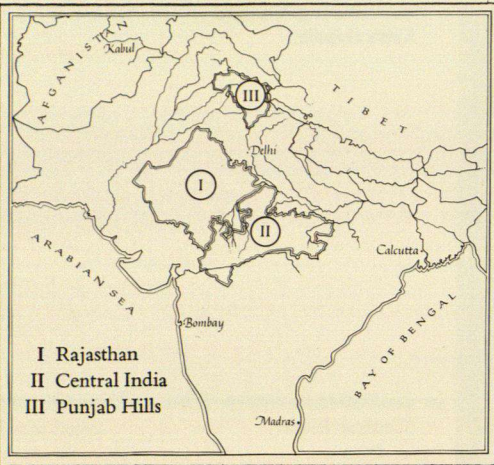 AFGANISTAN
Kabul
TIBET
III
Delhi
I
II
ARABIAN SEA
Calcutta
Bombay
BAY OF BENGAL
I Rajasthan
II Central India
III Punjab Hills
Madras